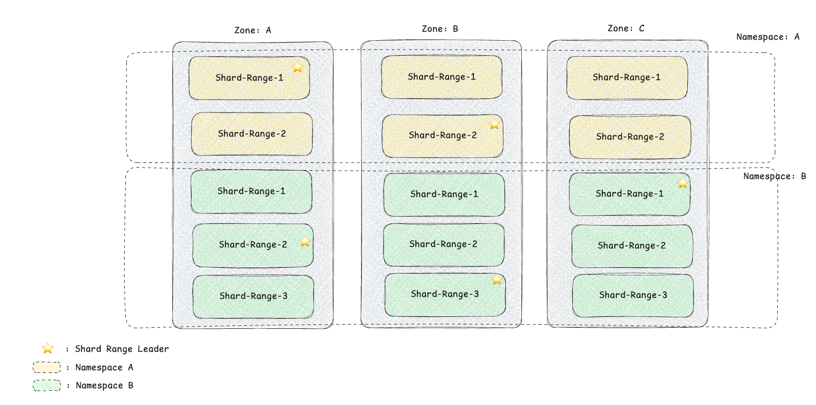 Zone: A
Zone: B
Zone: C
Namespace: A
Shard-Range-1
Shard-Range-1
Shard-Range-1
Shard-Range-2
Shard-Range-2
Shard-Range-2
Namespace: B
Shard-Range-1
Shard-Range-1
Shard-Range-1
Shard-Range-2
Shard-Range-2
Shard-Range-2
Shard-Range-3
Shard-Range-3
Shard-Range-3
: Shard Range Leader
: Namespace A
: Namespace B